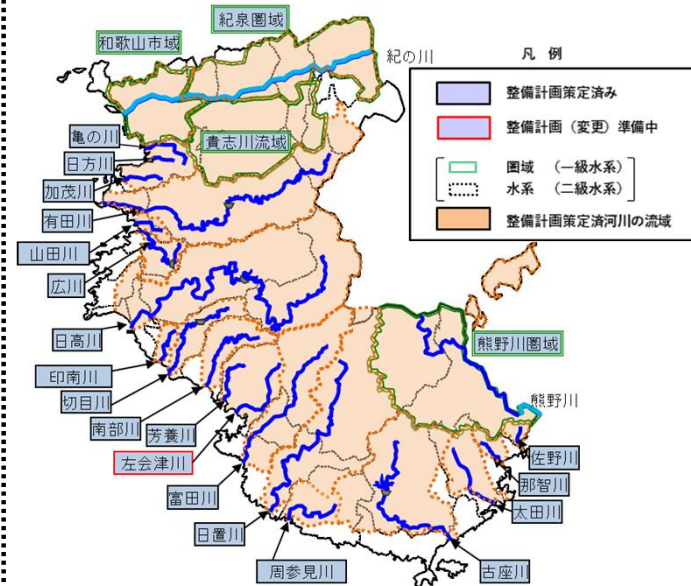 紀泉圏域
和歌山市域
紀の川
貴志川流域
亀の川
日方川
加茂川
有田川
山田川
広川
日高川
印南川
切目川
南部川
芳養川
左会津川
富田川
日置川
周参見川
古座川
太田川
那智川
佐野川
熊野川
熊野川圏域
凡 例
整備計画策定済み
整備計画（変更）準備中
圏域 （一級水系）
水系 （二級水系）
整備計画策定済河川の流域